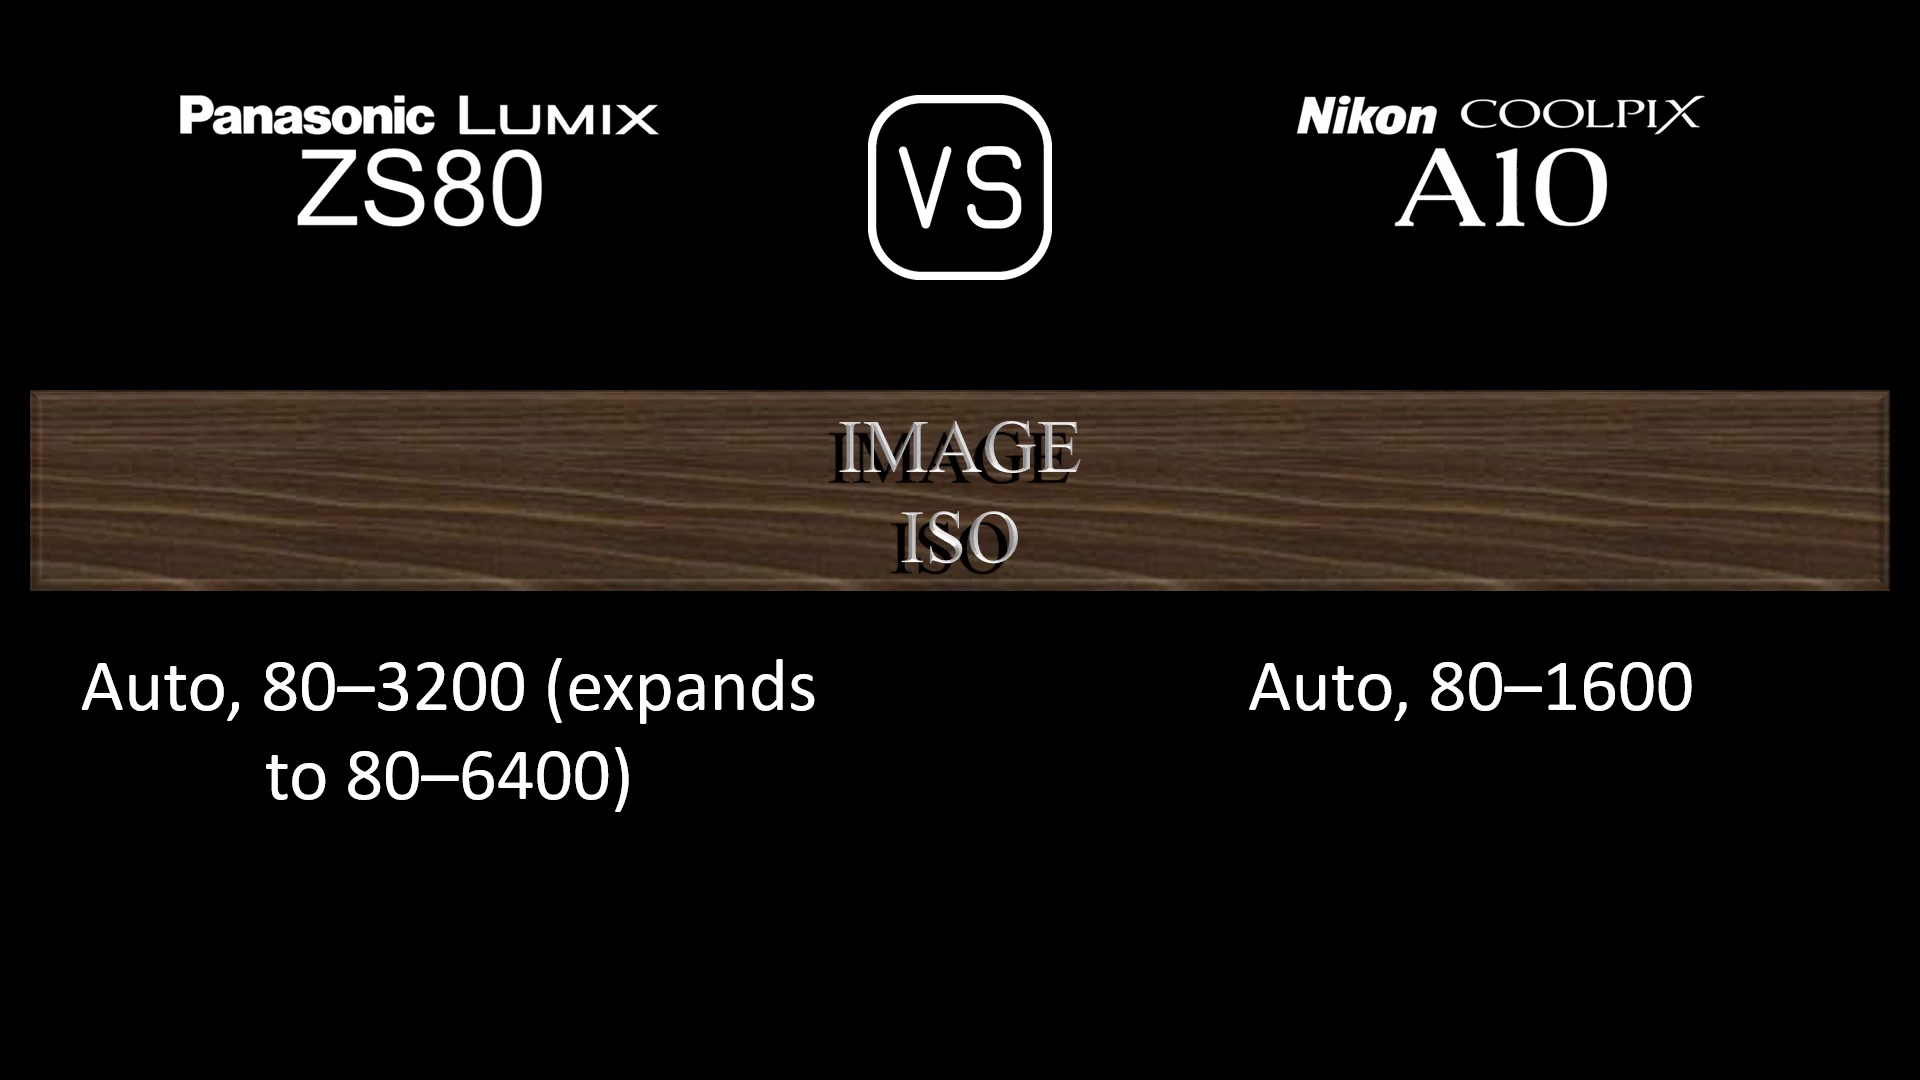 Panasonic LUMIX
ZS80
VS
Nikon COOLPIX
A10
IMAGE
ISO
Auto, 80–3200 (expands
to 80–6400)
Auto, 80–1600